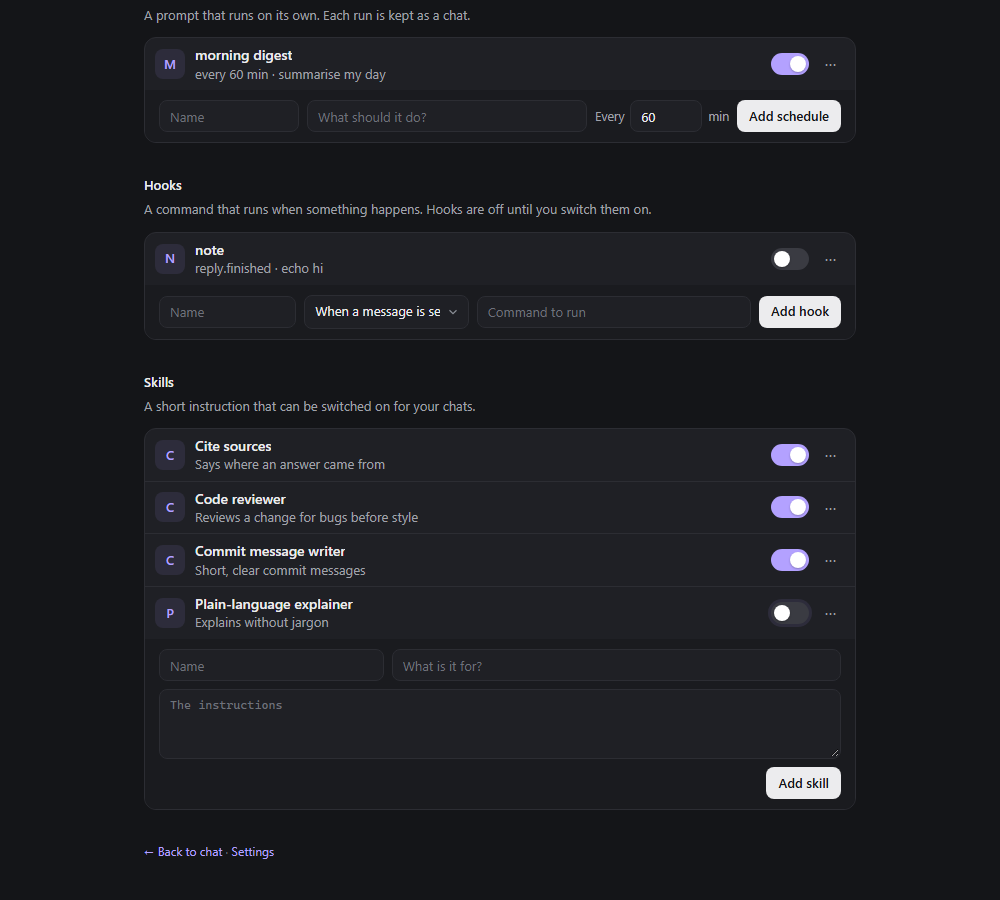 A prompt that runs on its own. Each run is kept as a chat.
M
morning digest
every 60 min · summarise my day
...
Name
What should it do?
Every
60
min
Add schedule
Hooks
A command that runs when something happens. Hooks are off until you switch them on.
N
note
reply.finished · echo hi
...
Name
When a message is se
Command to run
Add hook
Skills
A short instruction that can be switched on for your chats.
C
Cite sources
Says where an answer came from
...
C
Code reviewer
Reviews a change for bugs before style
...
C
Commit message writer
Short, clear commit messages
...
P
Plain-language explainer
Explains without jargon
...
Name
What is it for?
The instructions
Add skill
← Back to chat · Settings